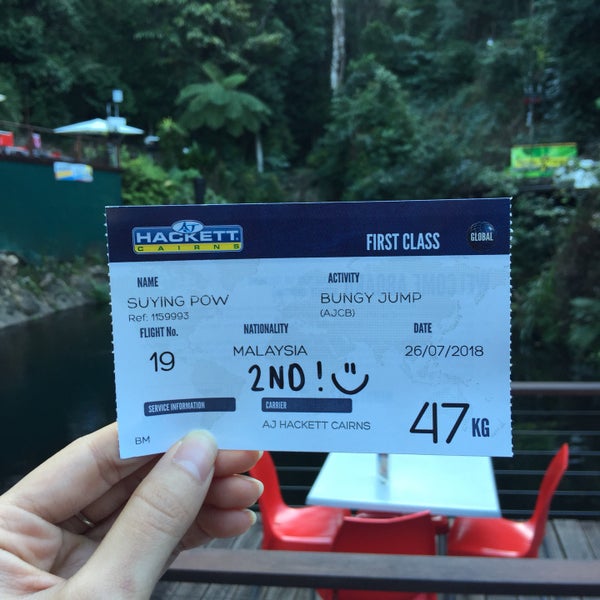 AJ
HACKETT
CAIRNS
FIRST CLASS
GLOBAL
NAME
ACTIVITY
SUYING POW
BUNGY JUMP
Ref: 1159993
(AJCB)
FLIGHT No.
NATIONALITY
DATE
19
MALAYSIA
26/07/2018
2ND! 
SERVICE INFORMATION
CARRIER
BM
AJ HACKETT CAIRNS
47 KG